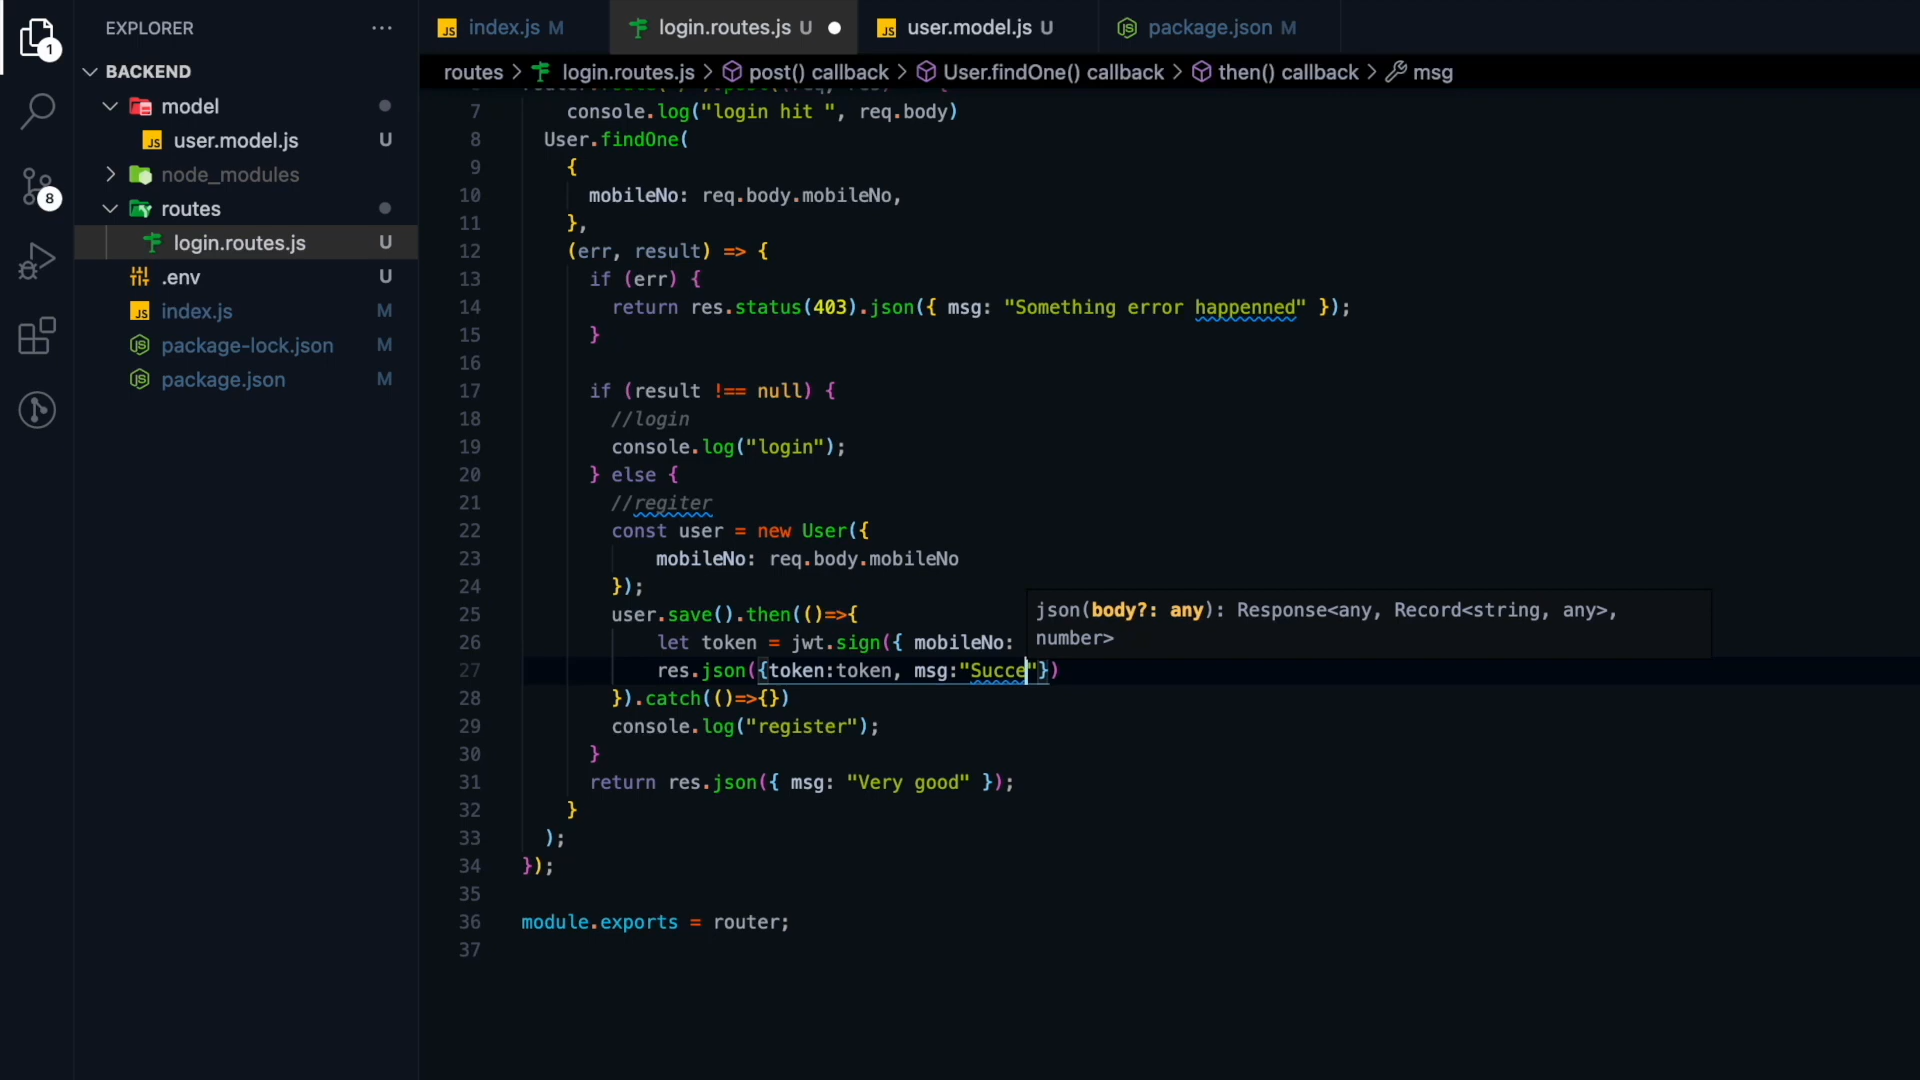 EXPLORER
BACKEND
model
user.model.js U
node_modules
routes
login.routes.js U
.env U
index.js M
package-lock.json M
package.json M
1
8
index.js M
login.routes.js U
user.model.js U
package.json M
routes > login.routes.js > post() callback > User.findOne() callback > then() callback > msg
7 console.log("login hit ", req.body)
8 User.findOne(
9 {
10 mobileNo: req.body.mobileNo,
11 },
12 (err, result) => {
13 if (err) {
14 return res.status(403).json({ msg: "Something error happenned" });
15 }
16
17 if (result !== null) {
18 //login
19 console.log("login");
20 } else {
21 //regiter
22 const user = new User({
23 mobileNo: req.body.mobileNo
24 });
25 user.save().then(()=>{
26 let token = jwt.sign({ mobileNo:
27 res.json({token:token, msg:"Succe"})
28 }).catch(()=>{})
29 console.log("register");
30 }
31 return res.json({ msg: "Very good" });
32 }
33 );
34 });
35
36 module.exports = router;
37
json(body?: any): Response<any, Record<string, any>,
number>